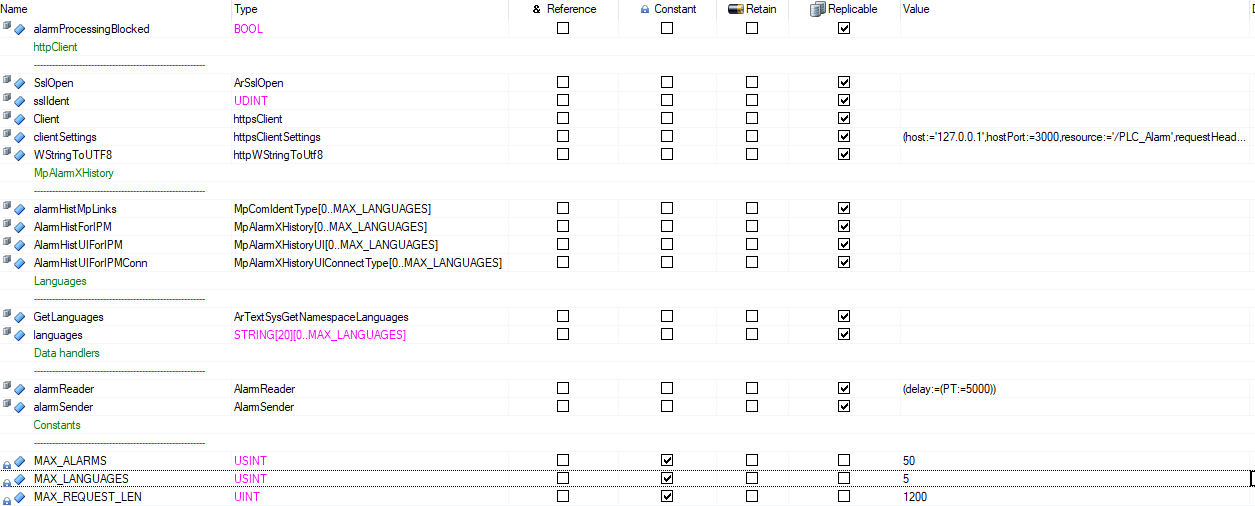 Name Type & Reference Constant Retain Replicable Value
alarmProcessingBlocked BOOL
httpClient
SslOpen ArSslOpen
sslIdent UDINT
Client httpsClient
clientSettings httpsClientSettings (host:='127.0.0.1',hostPort:=3000,resource:='/PLC_Alarm',requestHead...
WStringToUTF8 httpWStringToUtf8
MpAlarmXHistory
alarmHistMpLinks MpComIdentType[0..MAX_LANGUAGES]
AlarmHistForIPM MpAlarmXHistory[0..MAX_LANGUAGES]
AlarmHistUIForIPM MpAlarmXHistoryUI[0..MAX_LANGUAGES]
AlarmHistUIForIPMConn MpAlarmXHistoryUIConnectType[0..MAX_LANGUAGES]
Languages
GetLanguages ArTextSysGetNamespaceLanguages
languages STRING[20][0..MAX_LANGUAGES]
Data handlers
alarmReader AlarmReader (delay:=(PT:=5000))
alarmSender AlarmSender
Constants
MAX_ALARMS USINT 50
MAX_LANGUAGES USINT 5
MAX_REQUEST_LEN UINT 1200